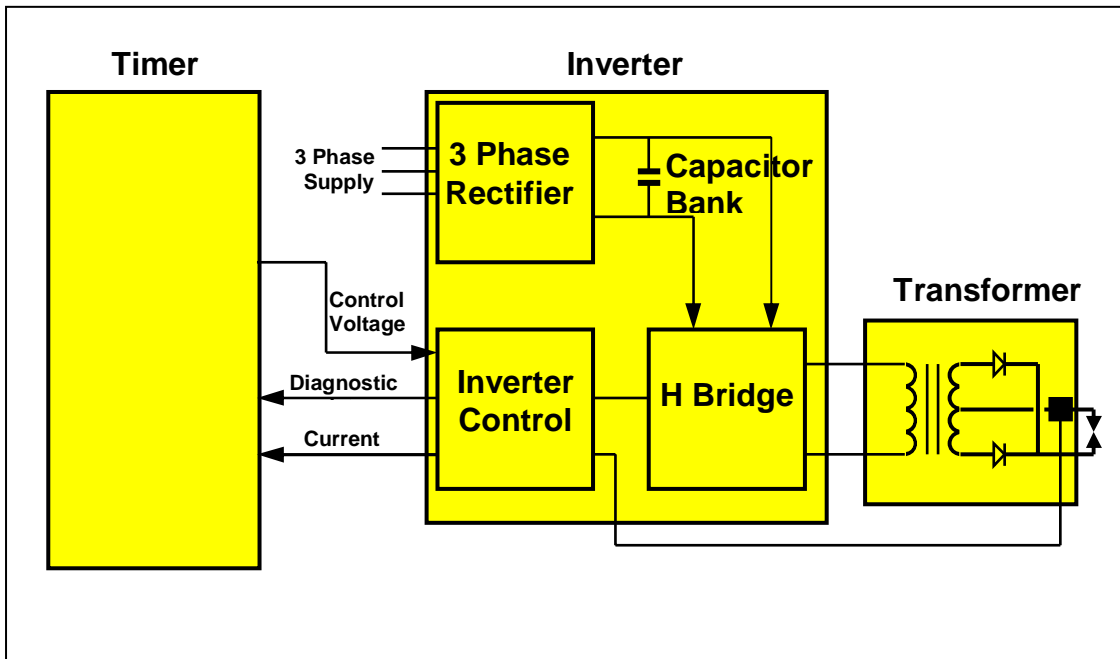 Timer
Inverter
3 Phase
Supply
3 Phase
Rectifier
Capacitor
Bank
Control
Voltage
Transformer
Diagnostic
Current
Inverter
Control
H Bridge